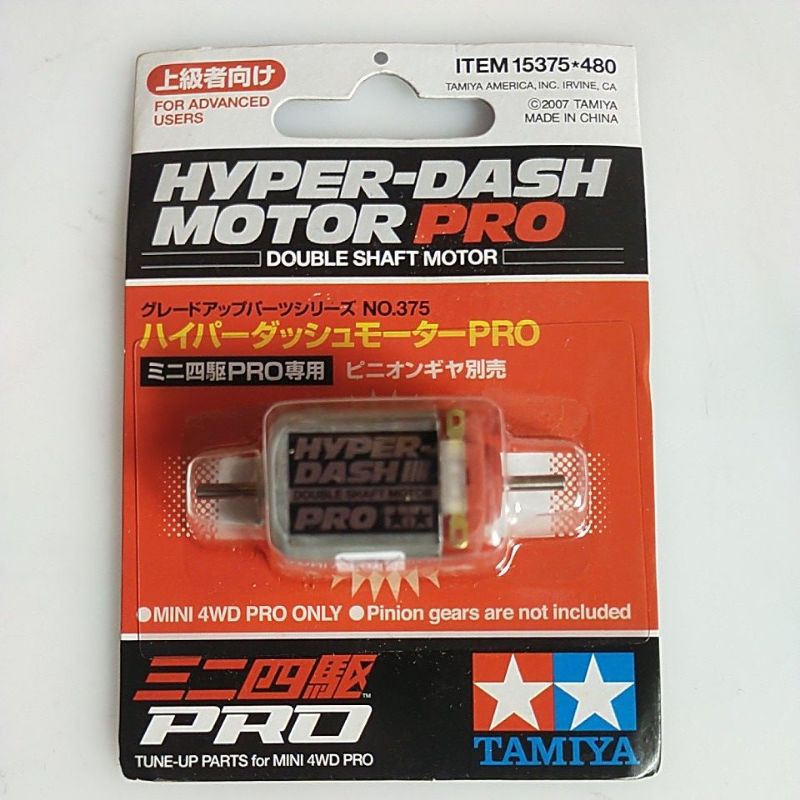 上級者向け
FOR ADVANCED
USERS
ITEM 15375*480
TAMIYA AMERICA, INC. IRVINE, CA
©2007 TAMIYA
MADE IN CHINA
HYPER-DASH
MOTOR PRO
DOUBLE SHAFT MOTOR
グレードアップパーツシリーズ NO.375
ハイパーダッシュモーターPRO
ミニ四駆PRO専用 ピニオンギヤ別売
HYPER-
DASH III
DOUBLE SHAFT MOTOR
PRO
●MINI 4WD PRO ONLY ●Pinion gears are not included
ミニ四駆™
PRO
TUNE-UP PARTS for MINI 4WD PRO
TAMIYA